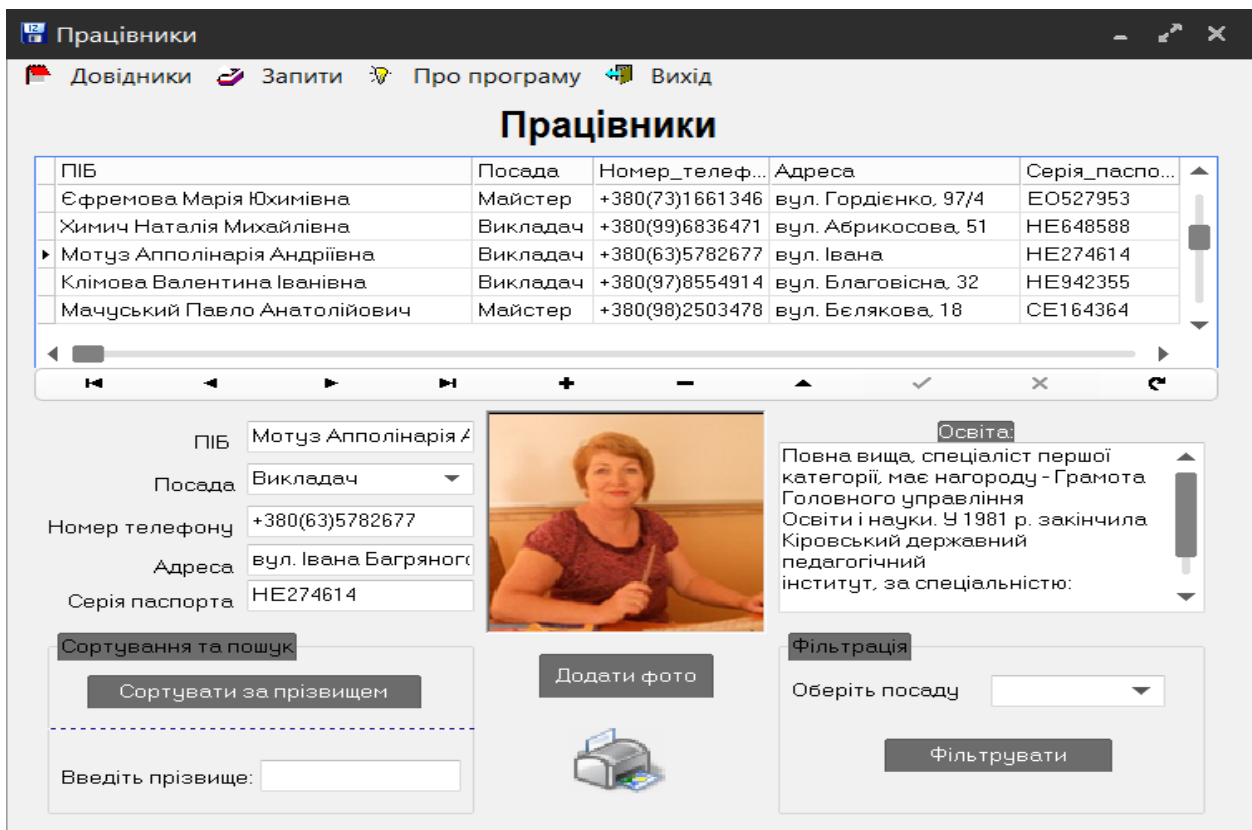 Працівники
Довідники Запити Про програму Вихід
Працівники
ПІБ Посада Номер_телеф... Адреса Серія_паспо...
Єфремова Марія Юхимівна Майстер +380(73)1661346 вул. Гордієнко, 97/4 ЕО527953
Химич Наталія Михайлівна Викладач +380(99)6836471 вул. Абрикосова, 51 НЕ648588
Мотуз Апполінарія Андріївна Викладач +380(63)5782677 вул. Івана НЕ274614
Клімова Валентина Іванівна Викладач +380(97)8554914 вул. Благовісна, 32 НЕ942355
Мачуський Павло Анатолійович Майстер +380(98)2503478 вул. Бєлякова, 18 СЕ164364
ПІБ Мотуз Апполінарія А
Посада Викладач
Номер телефону +380(63)5782677
Адреса вул. Івана Багряного
Серія паспорта НЕ274614
Освіта:
Повна вища, спеціаліст першої
категорії, має нагороду - Грамота
Головного управління
Освіти і науки. У 1981 р. закінчила
Кіровський державний
педагогічний
інститут, за спеціальністю:
Сортування та пошук
Сортувати за прізвищем
Введіть прізвище:
Додати фото
Фільтрація
Оберіть посаду
Фільтрувати